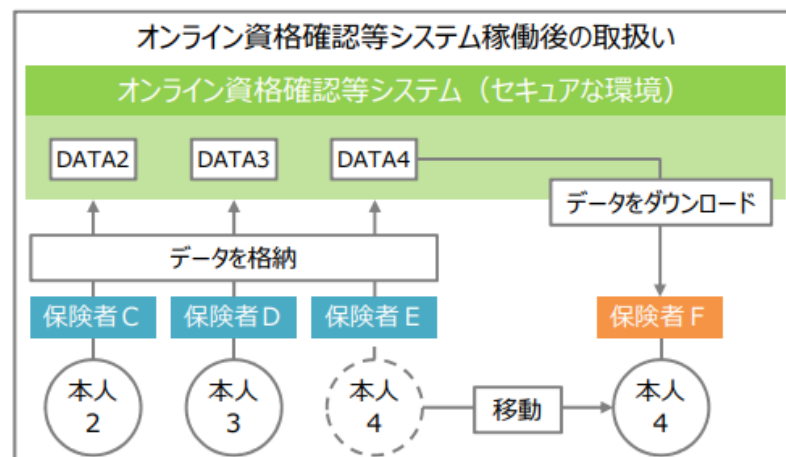 オンライン資格確認等システム稼働後の取扱い
オンライン資格確認等システム（セキュアな環境）
DATA2
DATA3
DATA4
データをダウンロード
データを格納
保険者C
保険者D
保険者E
保険者F
本人
2
本人
3
本人
4
移動
本人
4